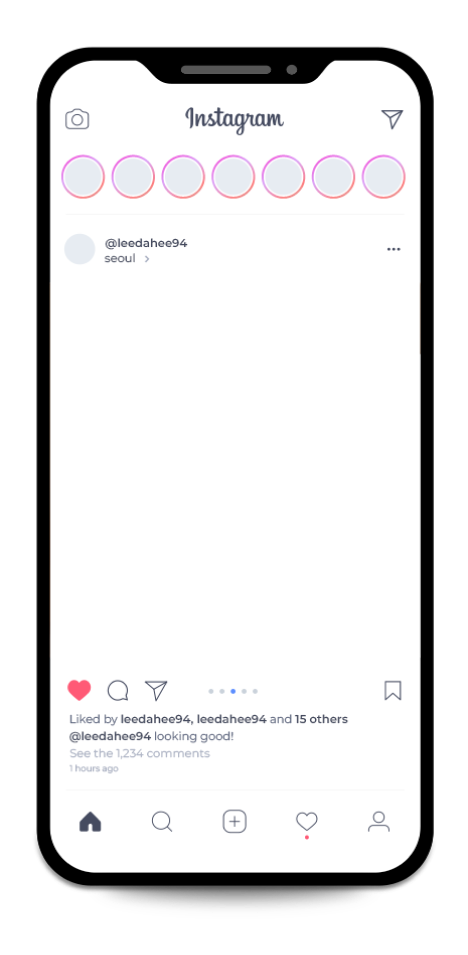 Instagram
@leedahee94
seoul >
Liked by leedahee94, leedahee94 and 15 others
@leedahee94 looking good!
See the 1,234 comments
1 hours ago